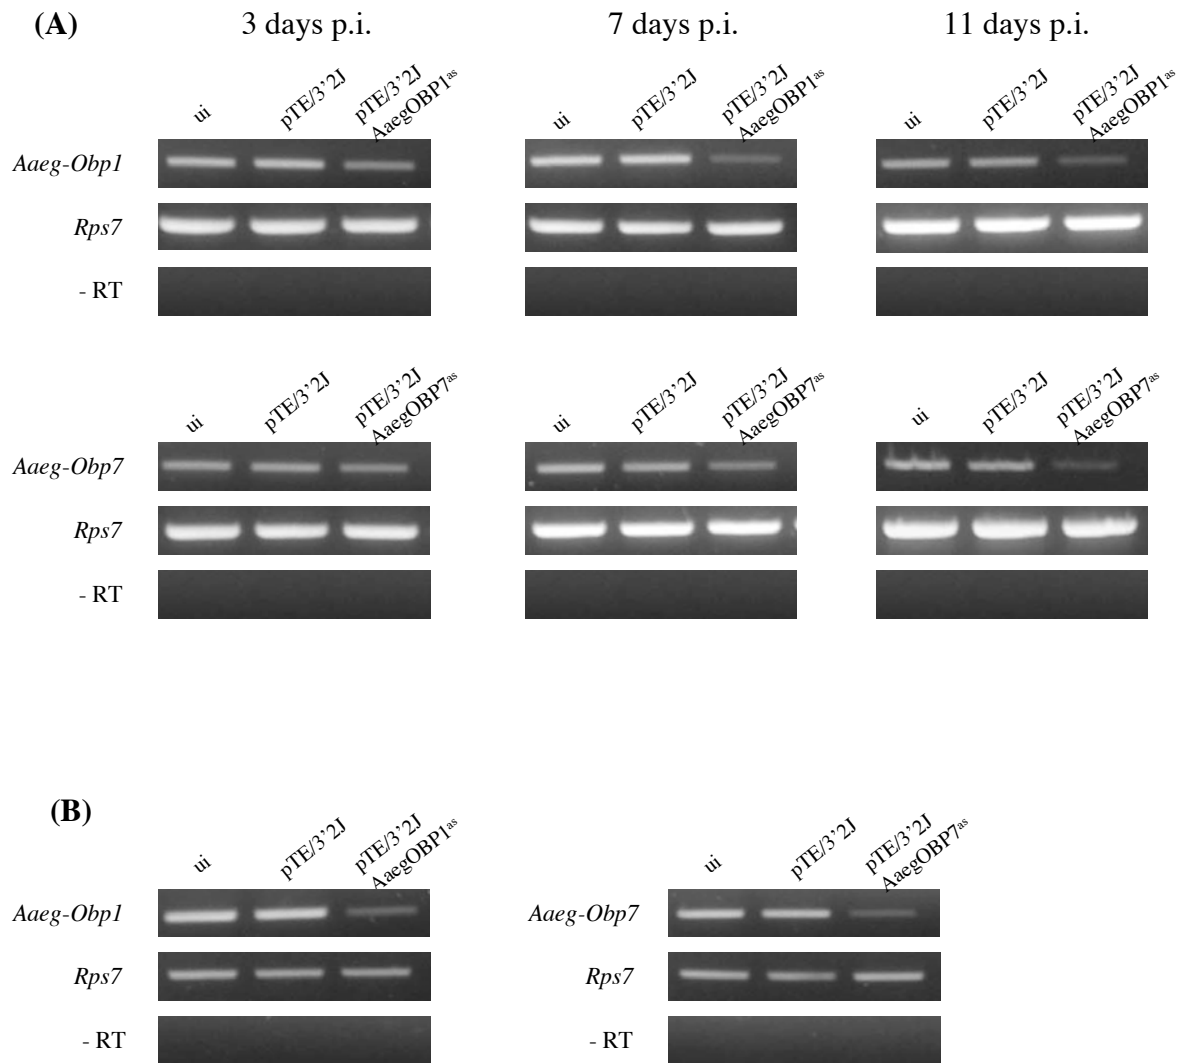 (A) 3 days p.i. 7 days p.i. 11 days p.i.
ui pTE/3’2J pTE/3’2J AaegOBP1as ui pTE/3’2J pTE/3’2J AaegOBP1as ui pTE/3’2J pTE/3’2J AaegOBP1as
Aaeg-Obp1
Rps7
- RT
ui pTE/3’2J pTE/3’2J AaegOBP7as ui pTE/3’2J pTE/3’2J AaegOBP7as ui pTE/3’2J pTE/3’2J AaegOBP7as
Aaeg-Obp7
Rps7
- RT
(B)
ui pTE/3’2J pTE/3’2J AaegOBP1as ui pTE/3’2J pTE/3’2J AaegOBP7as
Aaeg-Obp1 Aaeg-Obp7
Rps7 Rps7
- RT - RT